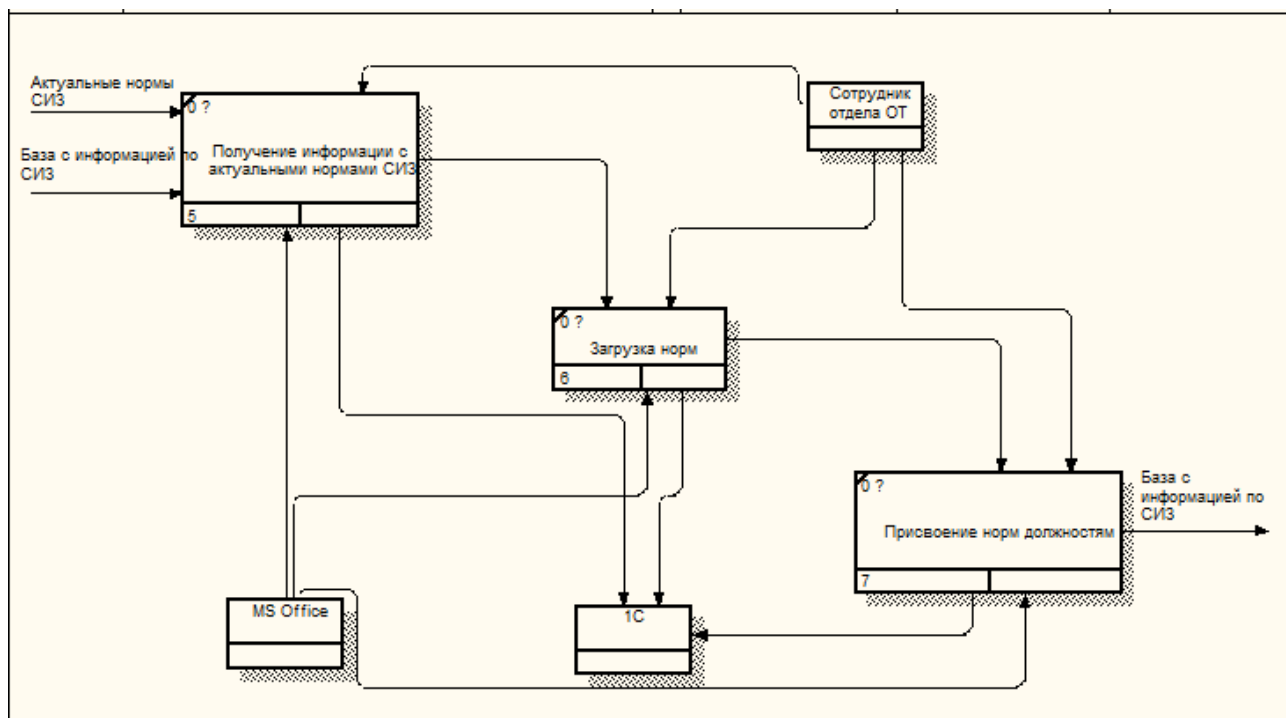 Актуальные нормы
СИЗ
База с информацией по
СИЗ
0 ?
Получение информации с
актуальными нормами СИЗ
5
Сотрудник
отдела ОТ
0 ?
Загрузка норм
6
0 ?
Присвоение норм должностям
7
База с
информацией по
СИЗ
MS Office
1С